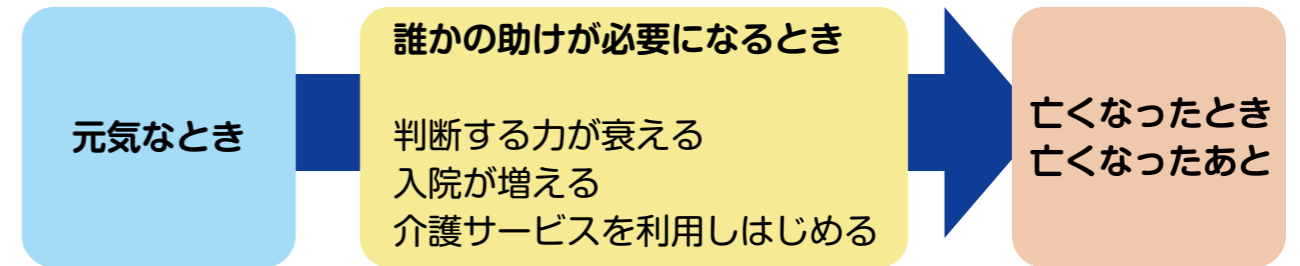 元気なとき
誰かの助けが必要になるとき
判断する力が衰える
入院が増える
介護サービスを利用しはじめる
亡くなったとき
亡くなったあと